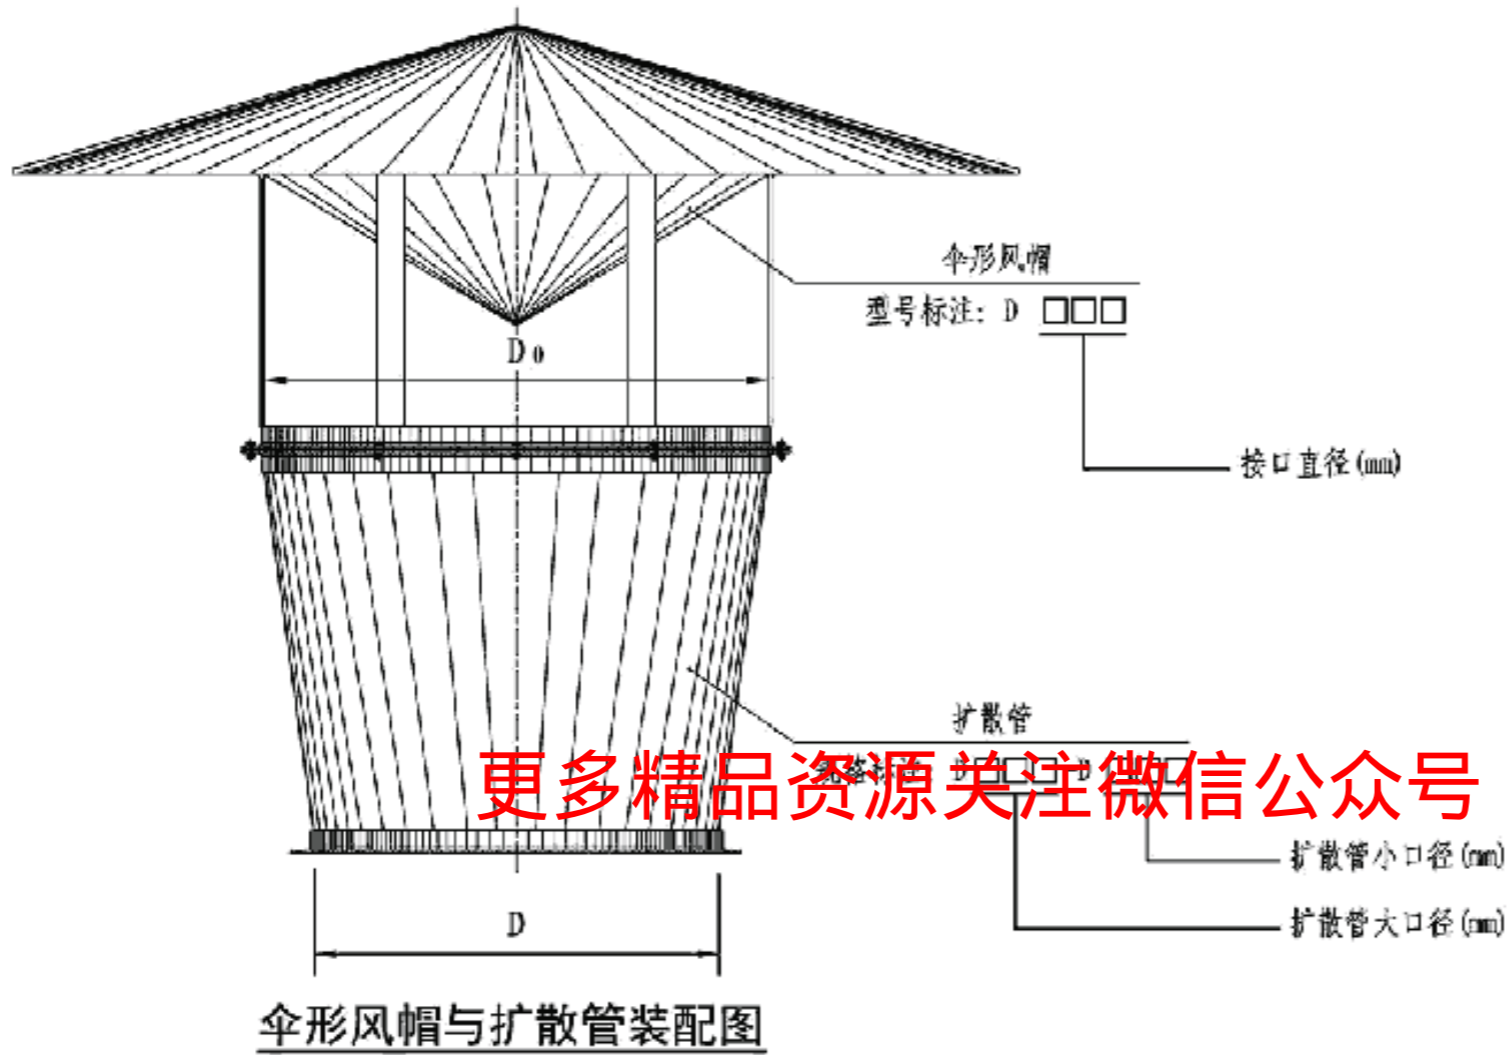 伞形风帽
型号标注: D □□□
D₀
接口直径(mm)
扩散管
更多精品资源关注微信公众号
扩散管小口径(mm)
扩散管大口径(mm)
D
伞形风帽与扩散管装配图